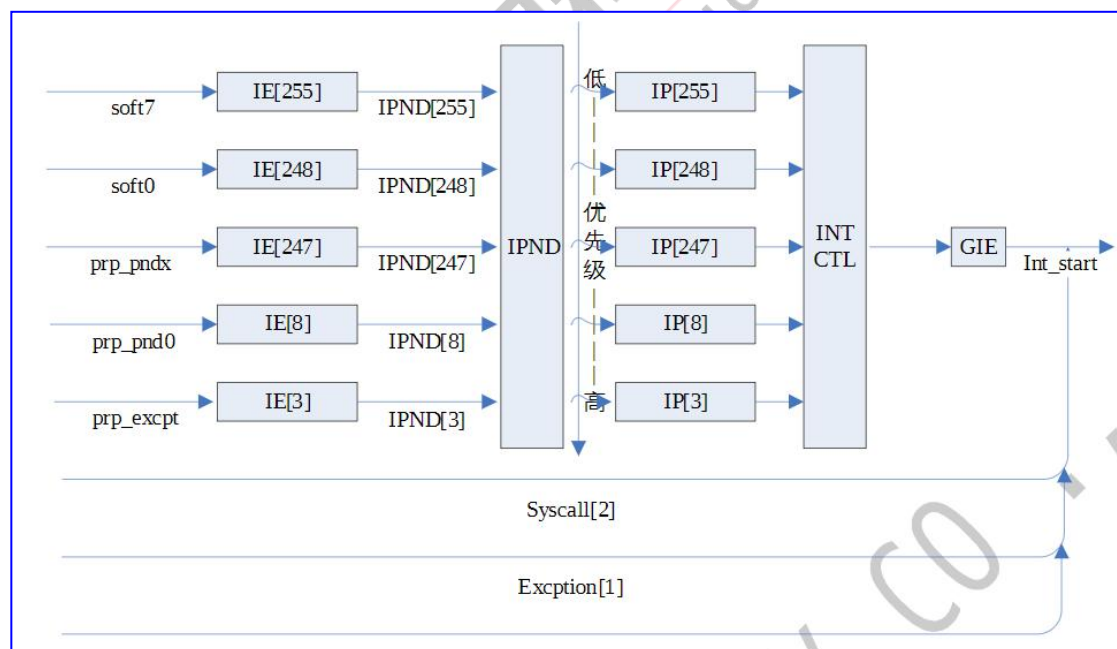 soft7
IE[255]
IPND[255]
低
IP[255]
soft0
IE[248]
IPND[248]
IP[248]
prp_pndx
IE[247]
IPND[247]
IPND
优先级
IP[247]
INT CTL
GIE
Int_start
prp_pnd0
IE[8]
IPND[8]
IP[8]
prp_excpt
IE[3]
IPND[3]
高
IP[3]
Syscall[2]
Excption[1]
CO